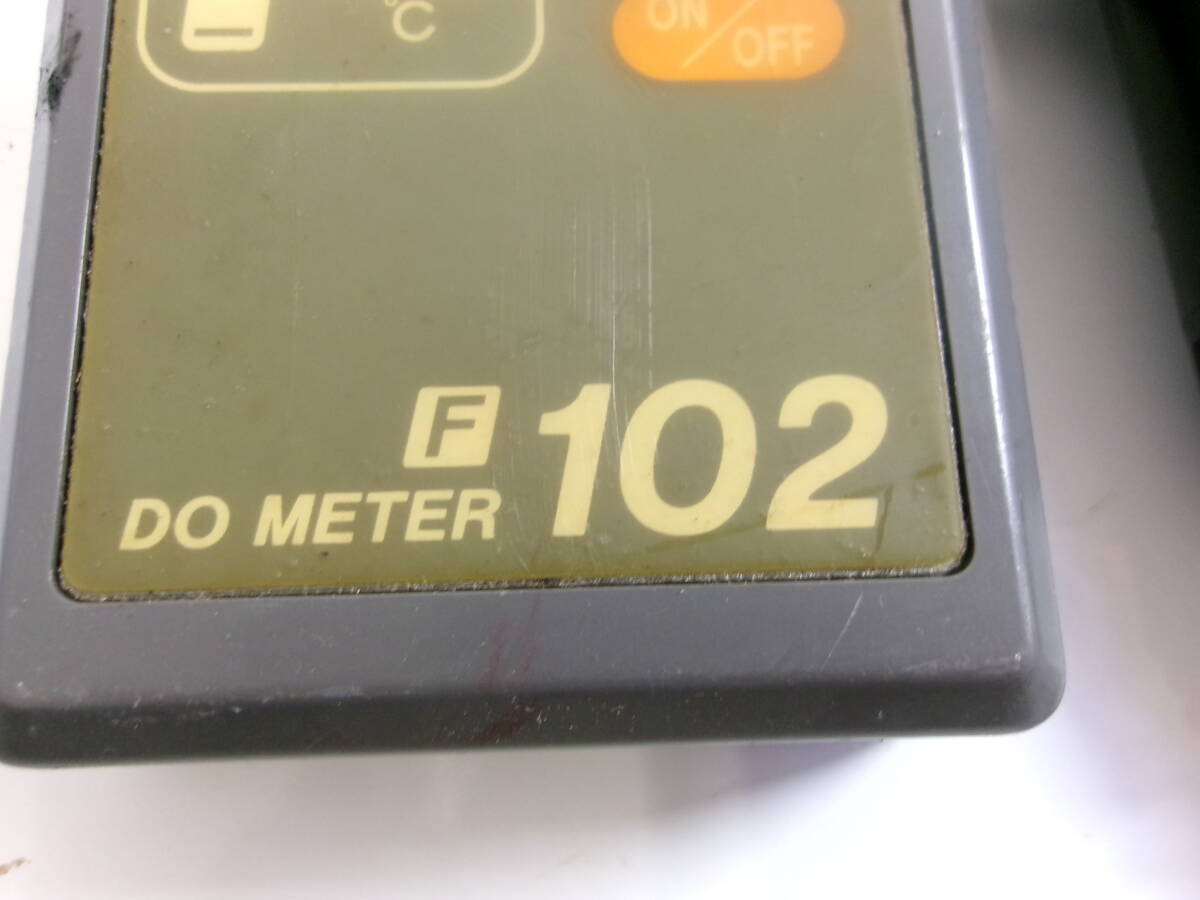 °C
ON/OFF
F 102
DO METER